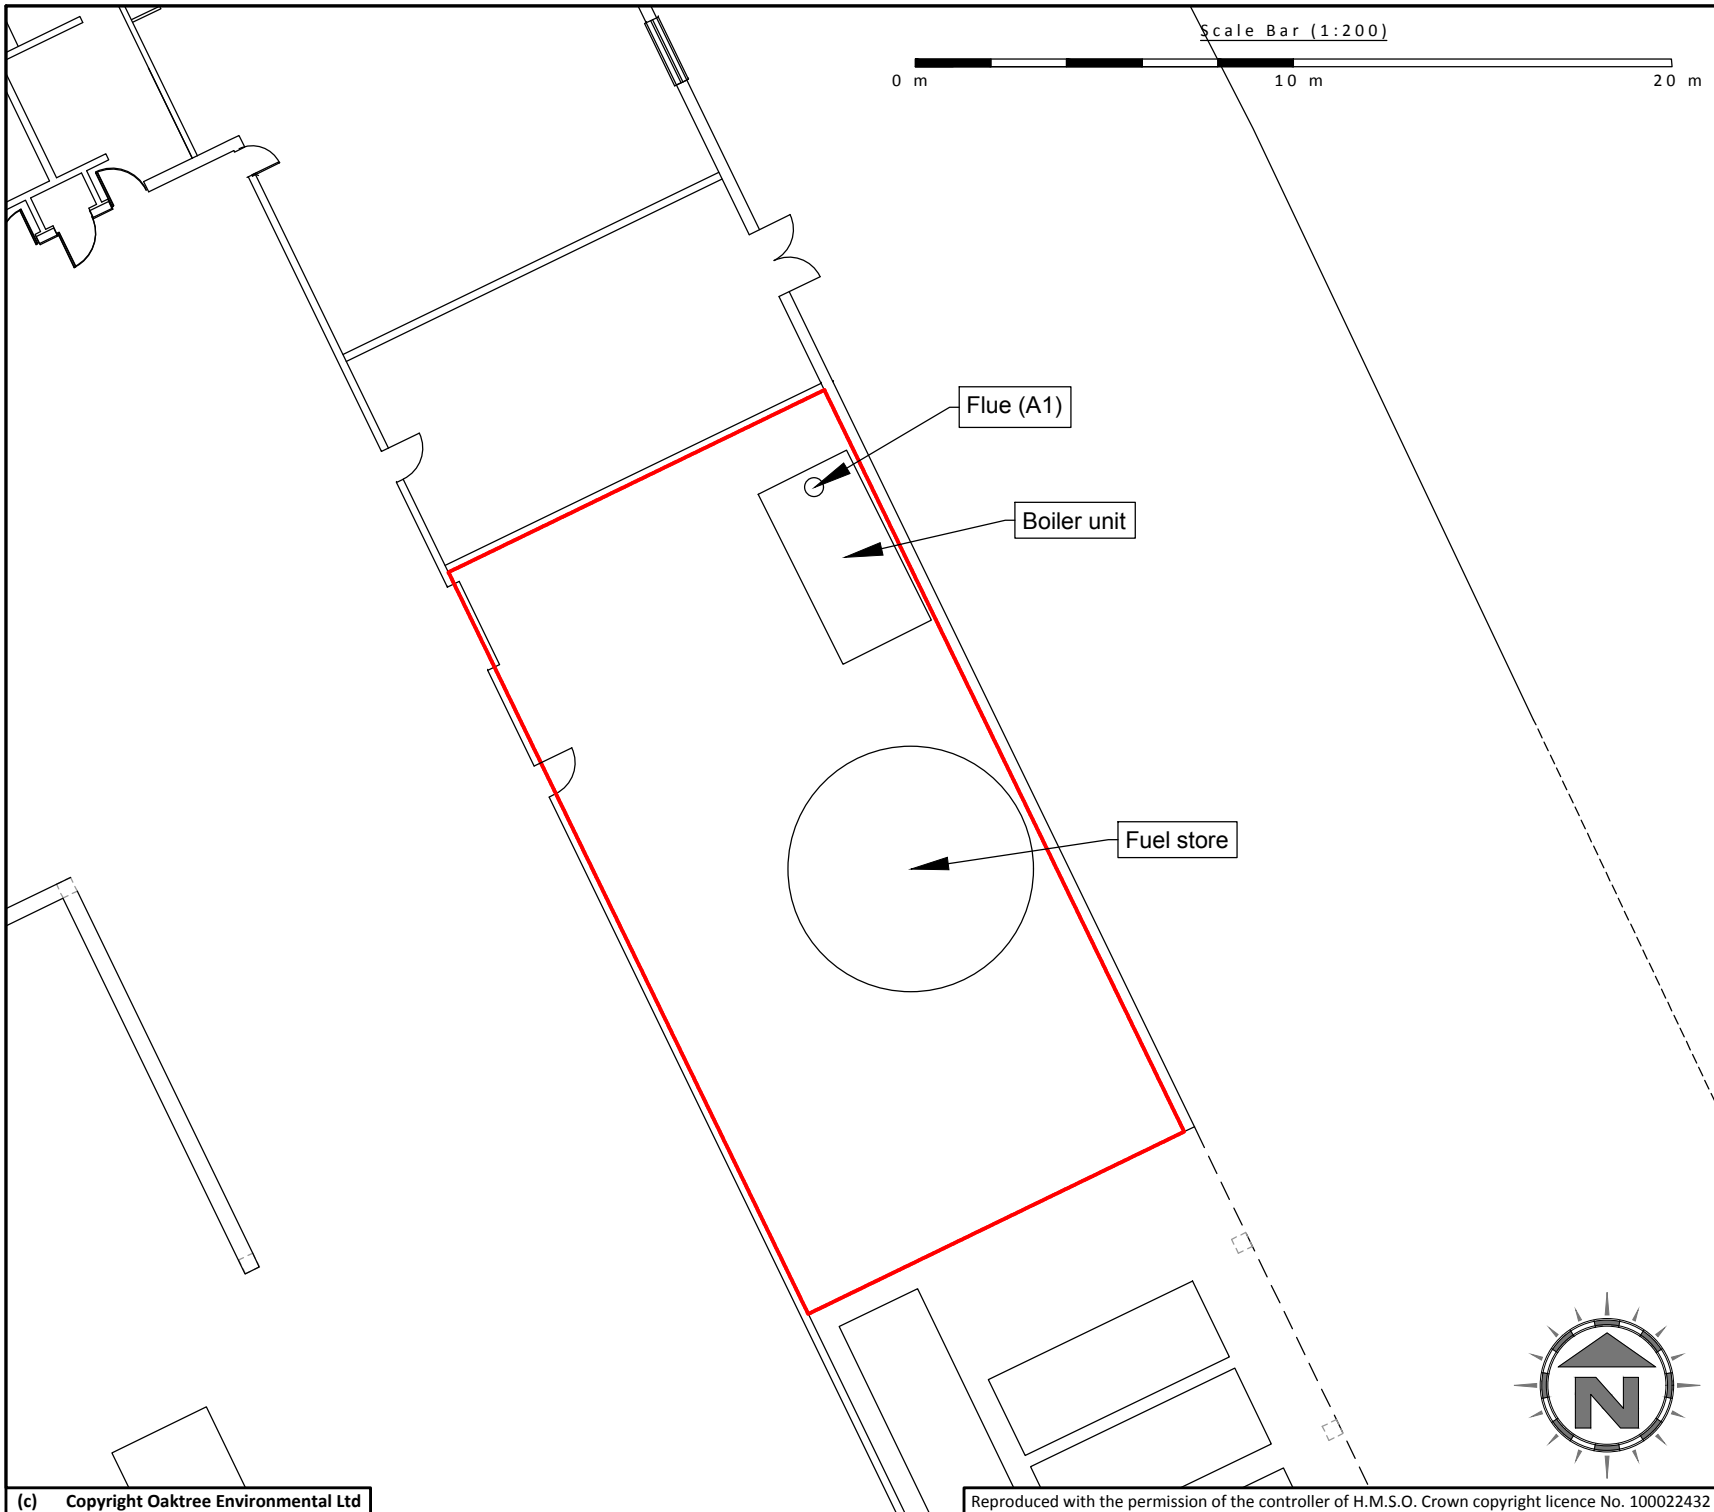 Scale Bar (1:200)
0 m 10 m 20 m
Flue (A1)
Boiler unit
Fuel store
N
(c) Copyright Oaktree Environmental Ltd
Reproduced with the permission of the controller of H.M.S.O. Crown copyright licence No. 100022432